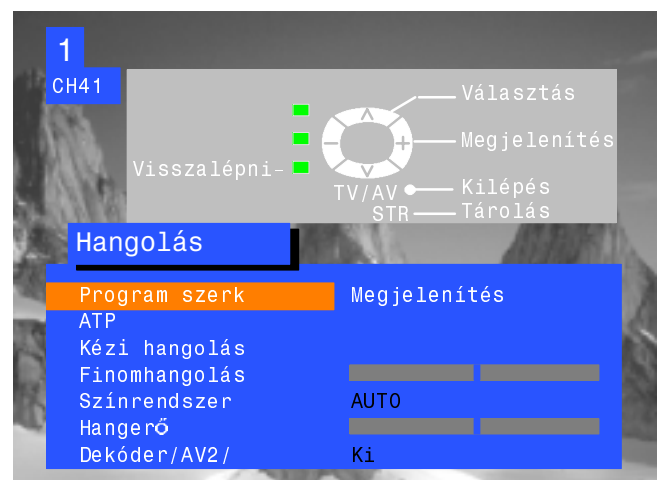 1
CH41
Választás
Megjelenítés
Visszalépni-
TV/AV
Kilépés
STR
Tárolás
Hangolás
Program szerk Megjelenítés
ATP
Kézi hangolás
Finomhangolás
Színrendszer AUTO
Hangerő
Dekóder/AV2/ Ki